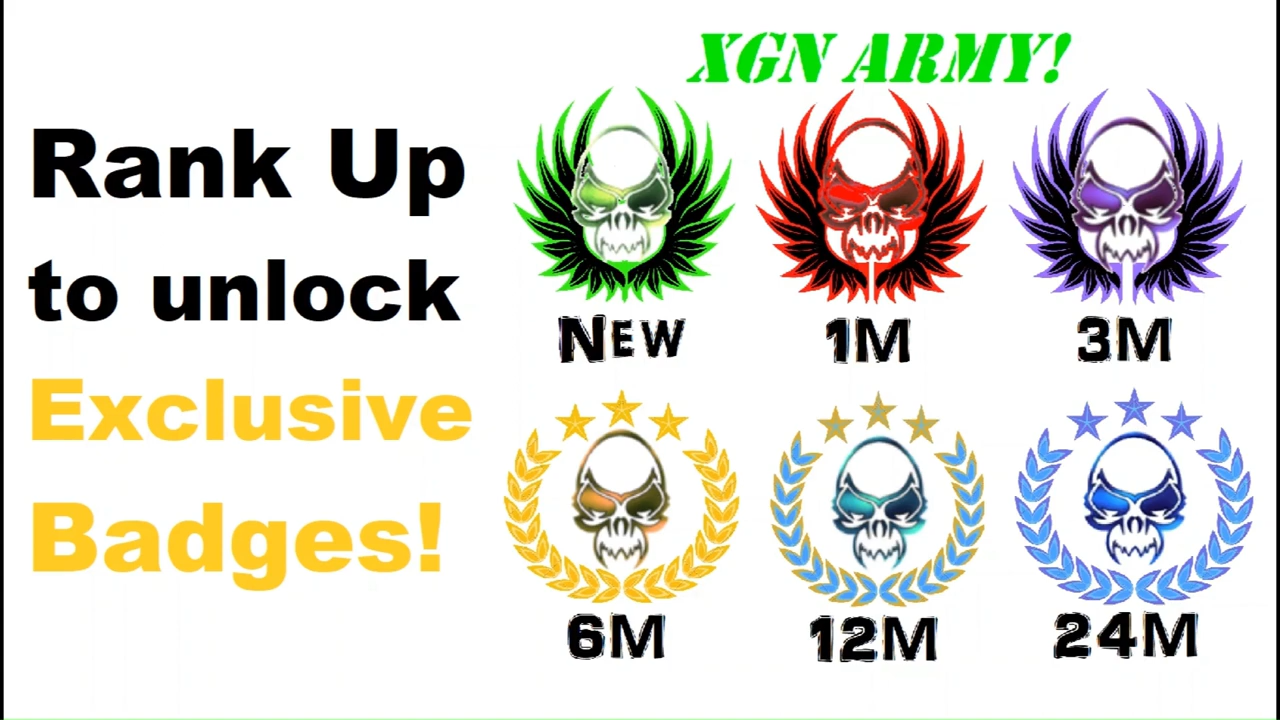 Rank Up
to unlock
Exclusive
Badges!
XGN ARMY!
NEW
1M
3M
6M
12M
24M